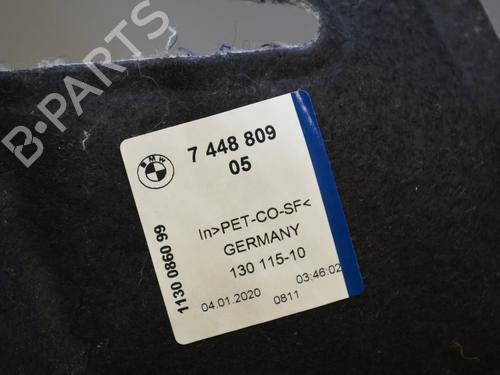 B-PARTS
BMW
7 448 809
05
In>PET-CO-SF<
GERMANY
130 115-10
03:46:02
04.01.2020
0811
1130 0860 99